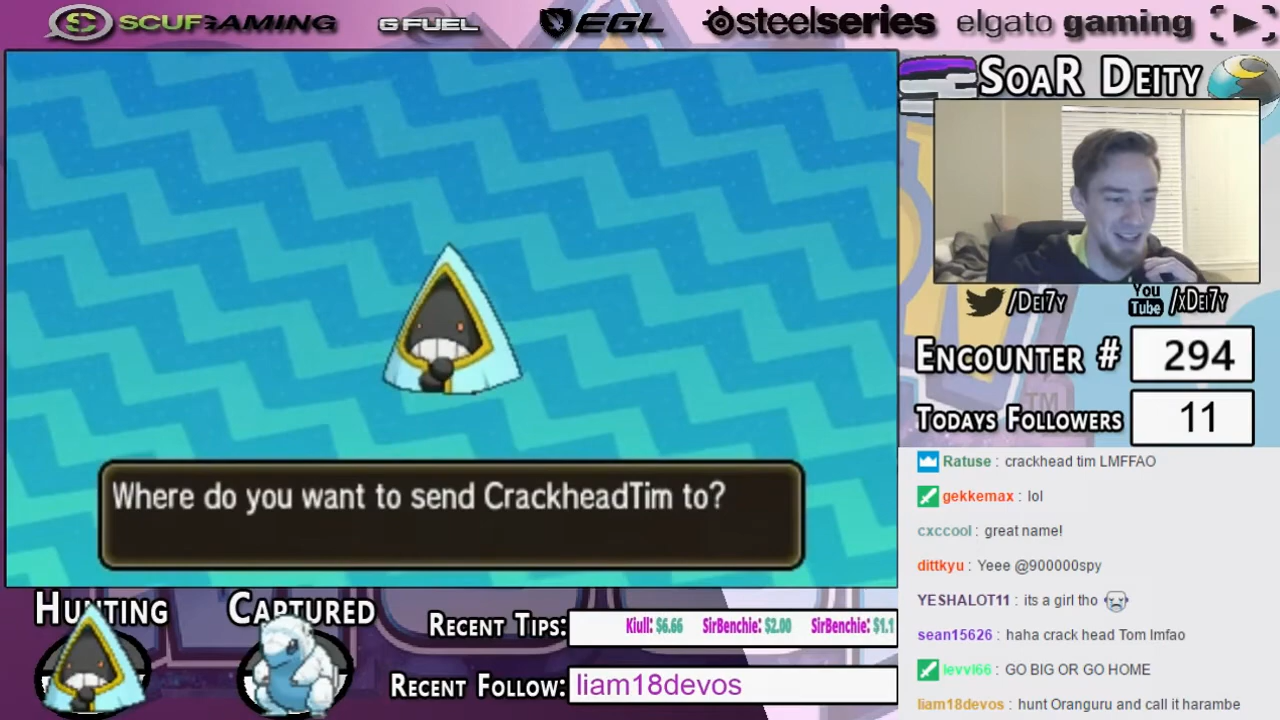 SCUFGAMING
G FUEL
EGL
steelseries
elgato gaming
SOAR DEITY
/DEI7Y
You Tube /XDEI7Y
ENCOUNTER # 294
TODAYS FOLLOWERS 11
TM
Where do you want to send CrackheadTim to?
Ratuse : crackhead tim LMFFAO
gekkemax : lol
cxccool : great name!
dittkyu : Yeee @900000spy
YESHALOT11 : its a girl tho
sean15626 : haha crack head Tom lmfao
levvl66 : GO BIG OR GO HOME
liam18devos : hunt Oranguru and call it harambe
HUNTING
CAPTURED
RECENT TIPS: Kiull: $6.66 SirBenchie: $2.00 SirBenchie: $1.1
RECENT FOLLOW: liam18devos